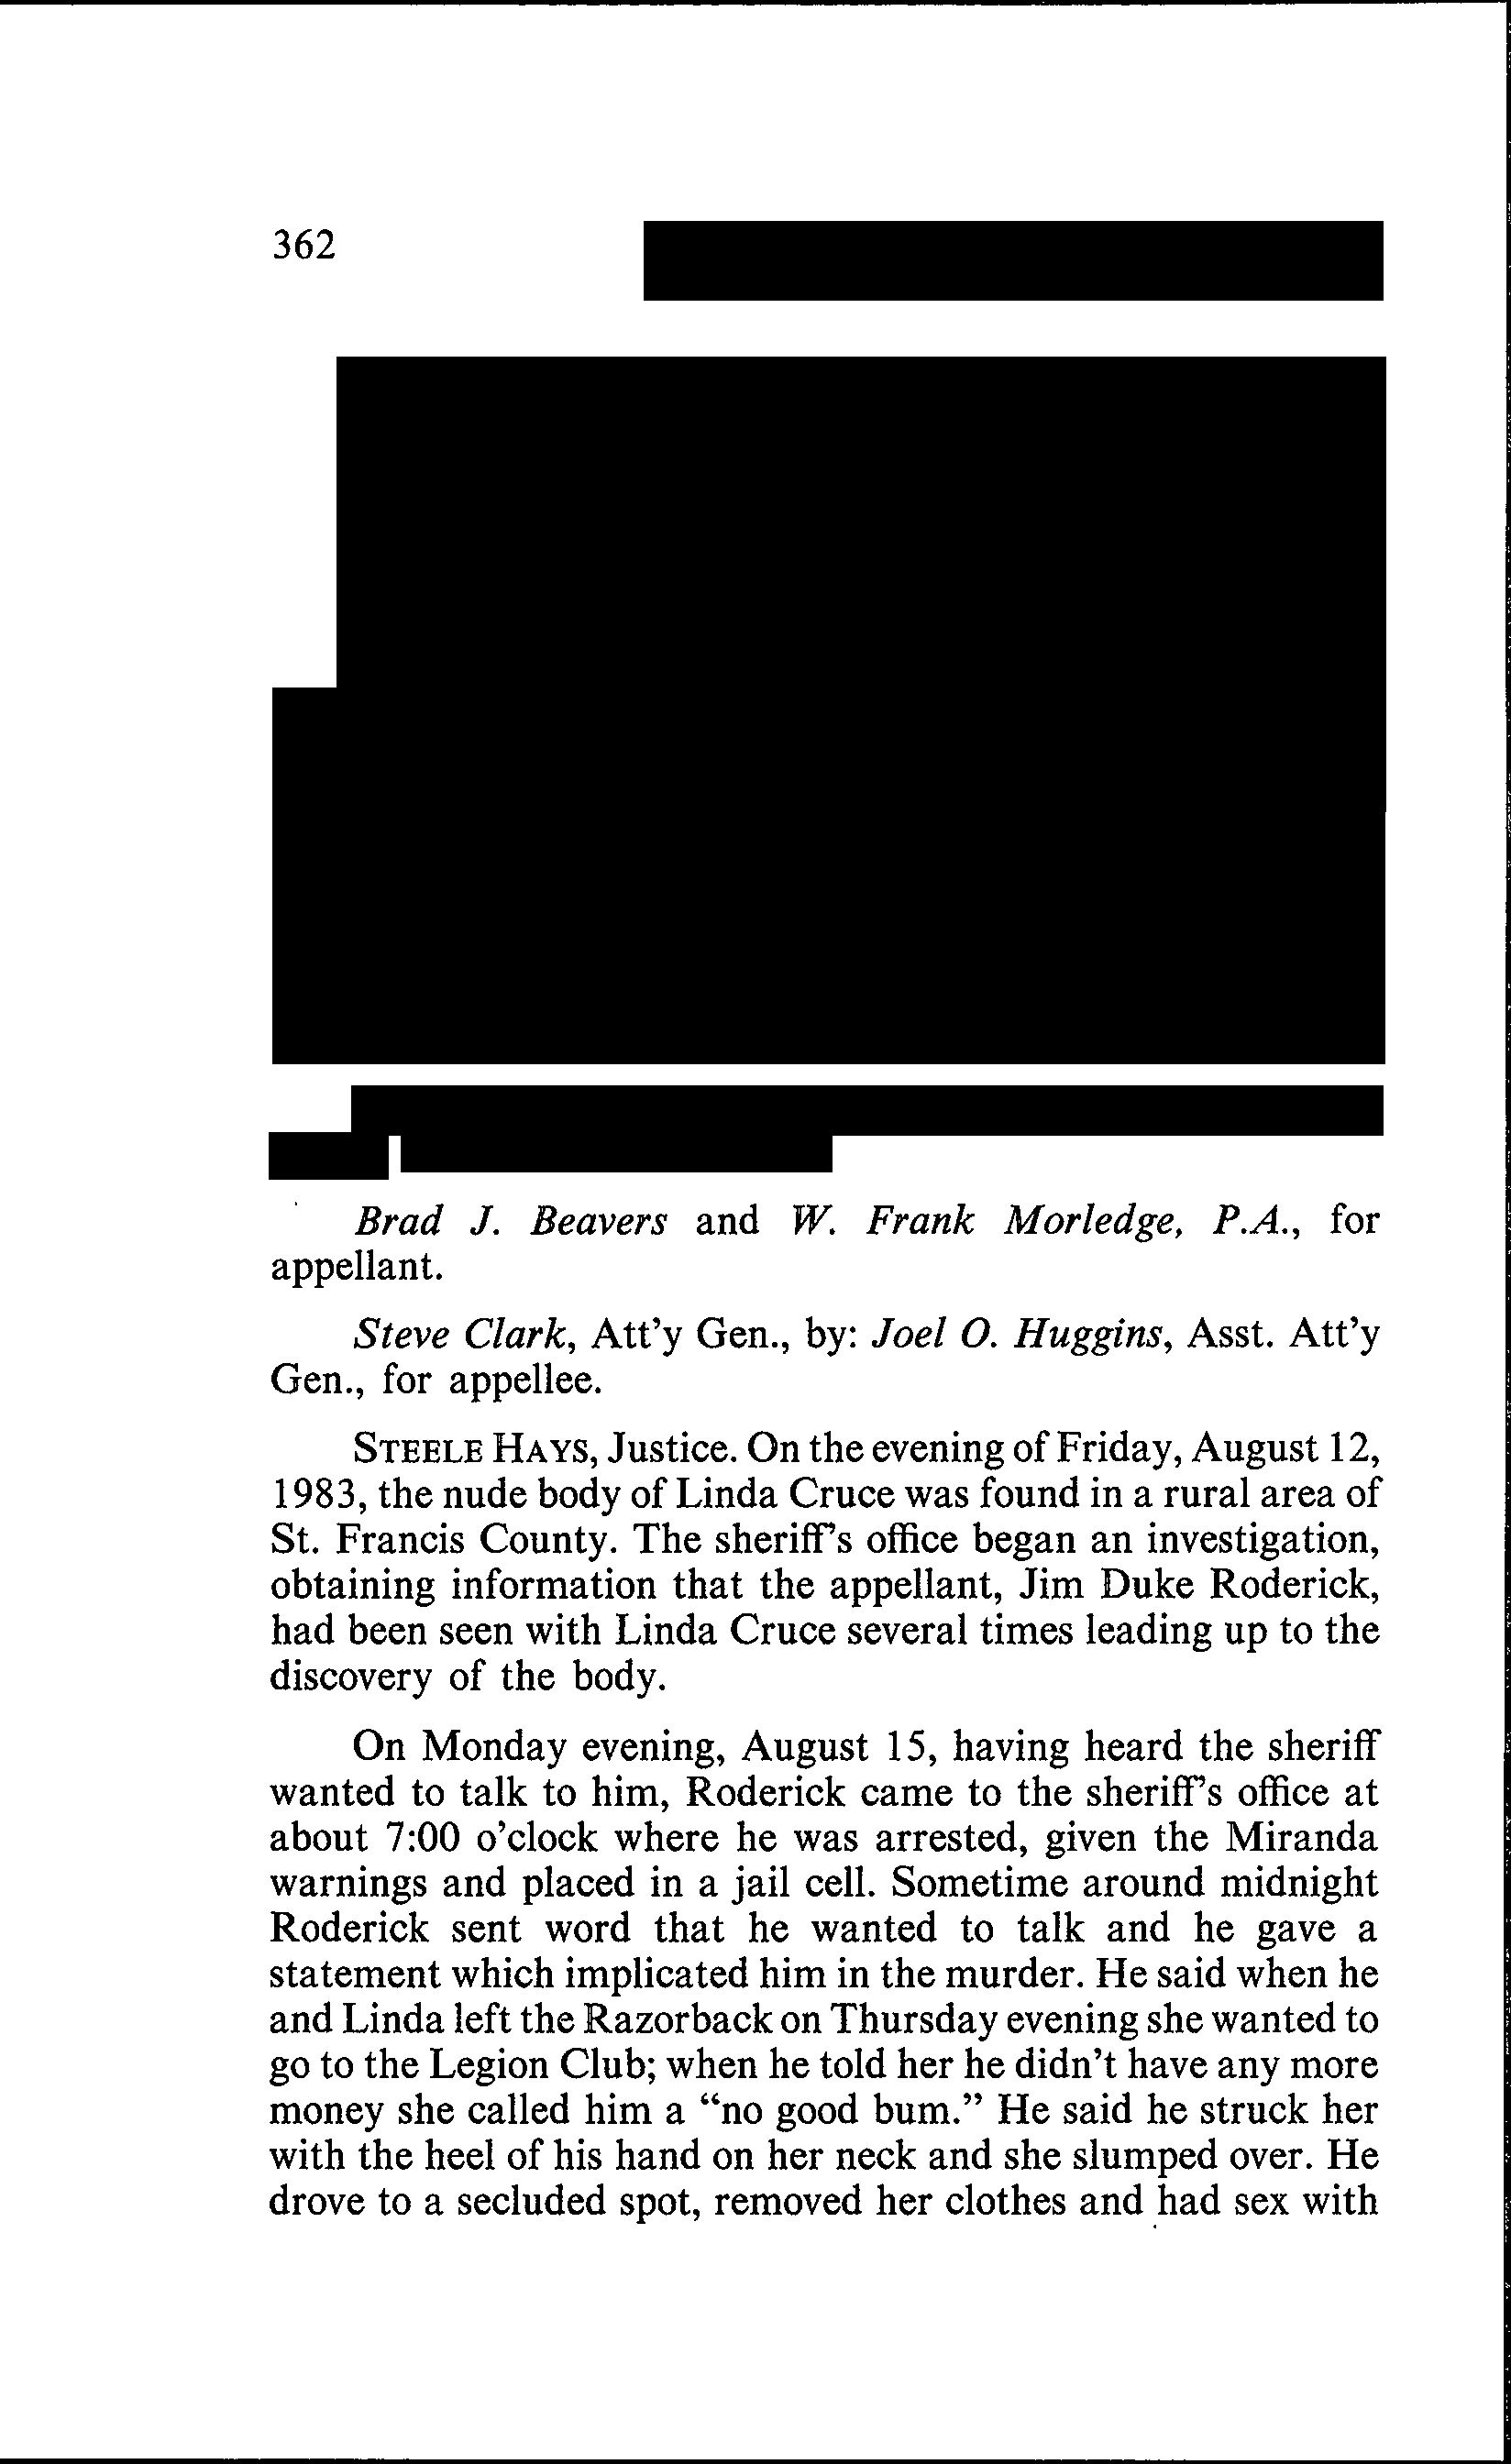 362
Brad J. Beavers and W. Frank Morledge, P.A., for
appellant.
Steve Clark, Att'y Gen., by: Joel O. Huggins, Asst. Att'y
Gen., for appellee.
STEELE HAYS, Justice. On the evening of Friday, August 12,
1983, the nude body of Linda Cruce was found in a rural area of
St. Francis County. The sheriff's office began an investigation,
obtaining information that the appellant, Jim Duke Roderick,
had been seen with Linda Cruce several times leading up to the
discovery of the body.
On Monday evening, August 15, having heard the sheriff
wanted to talk to him, Roderick came to the sheriff's office at
about 7:00 o'clock where he was arrested, given the Miranda
warnings and placed in a jail cell. Sometime around midnight
Roderick sent word that he wanted to talk and he gave a
statement which implicated him in the murder. He said when he
and Linda left the Razorback on Thursday evening she wanted to
go to the Legion Club; when he told her he didn't have any more
money she called him a “no good bum.” He said he struck her
with the heel of his hand on her neck and she slumped over. He
drove to a secluded spot, removed her clothes and had sex with